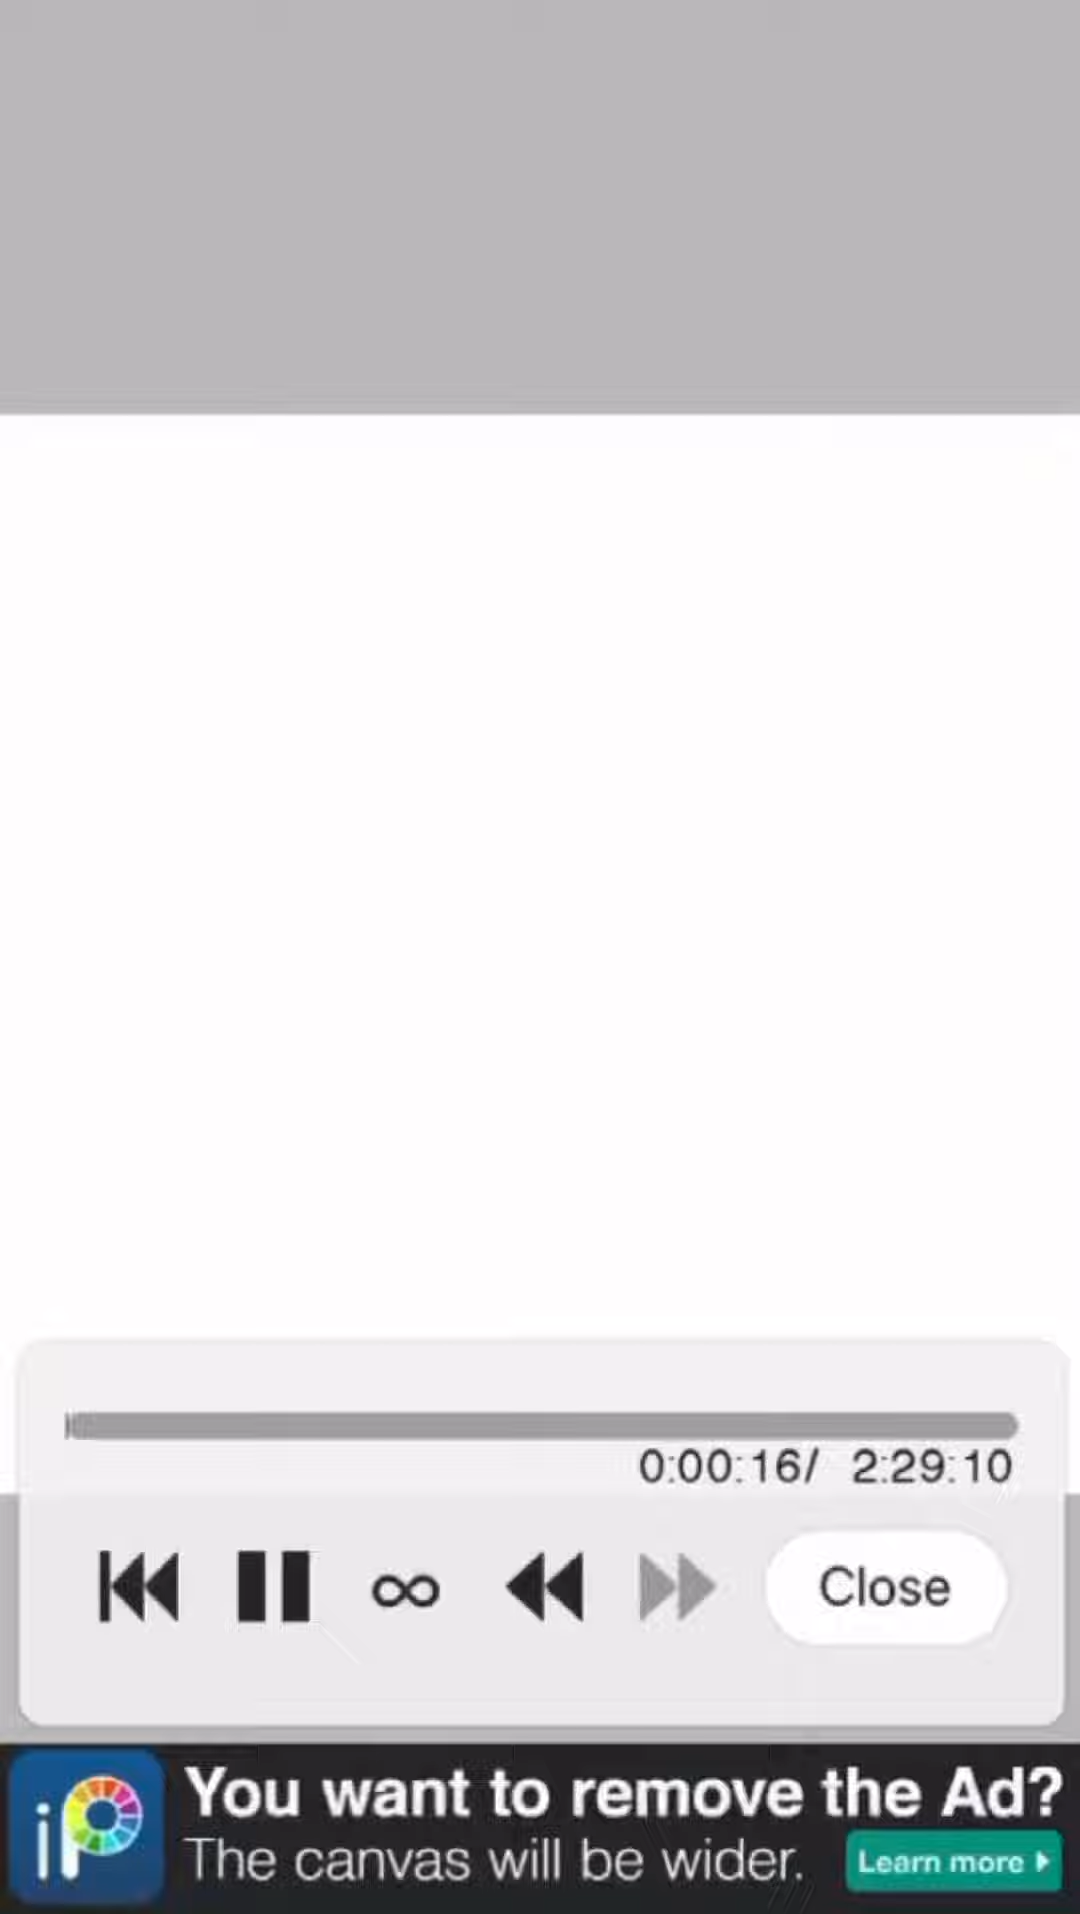 0:00:16/ 2:29:10
∞
Close
iP
You want to remove the Ad?
The canvas will be wider.
Learn more